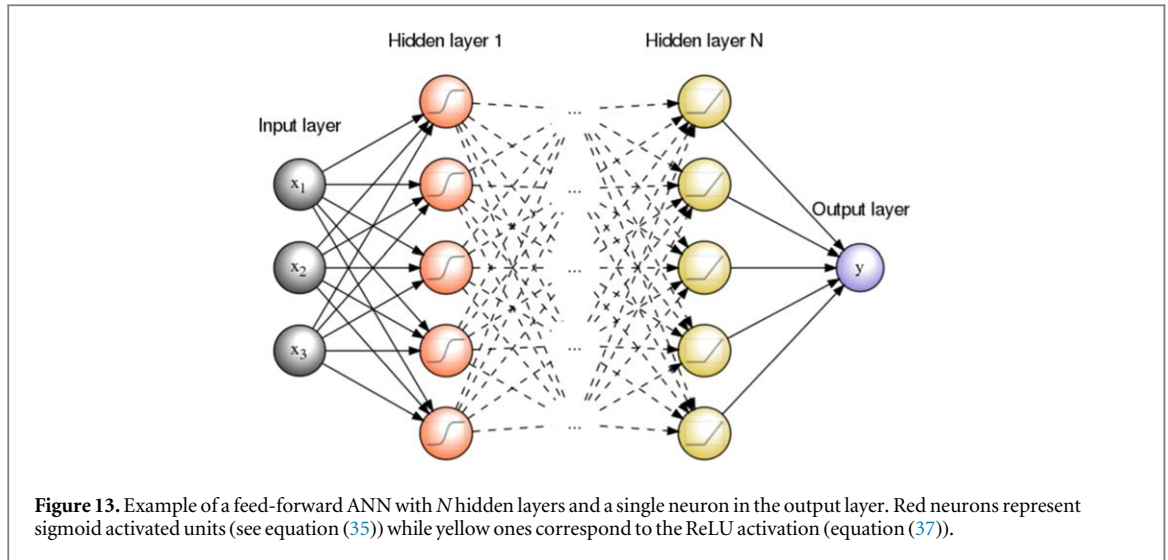 Hidden layer 1
Hidden layer N
Input layer
...
x1
...
Output layer
x2
...
y
x3
...
...
Figure 13. Example of a feed-forward ANN with N hidden layers and a single neuron in the output layer. Red neurons represent
sigmoid activated units (see equation (35)) while yellow ones correspond to the ReLU activation (equation (37)).